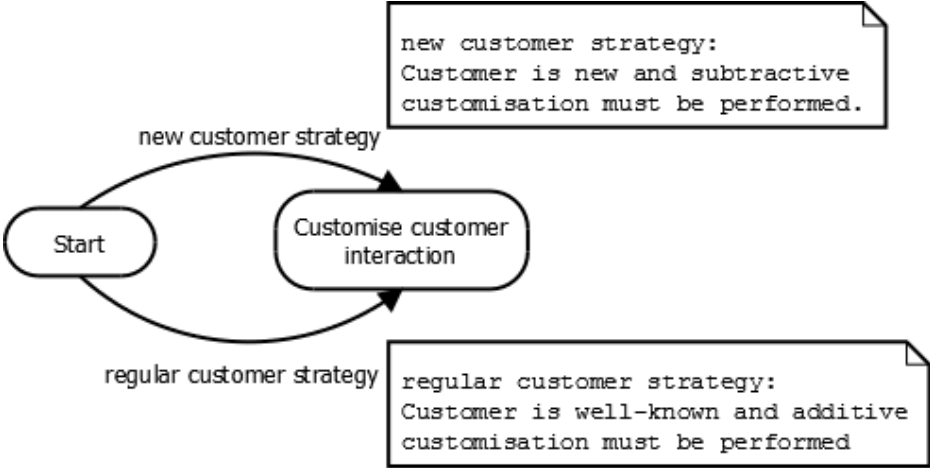 new customer strategy:
Customer is new and subtractive
customisation must be performed.
new customer strategy
Start
Customise customer
interaction
regular customer strategy
regular customer strategy:
Customer is well-known and additive
customisation must be performed